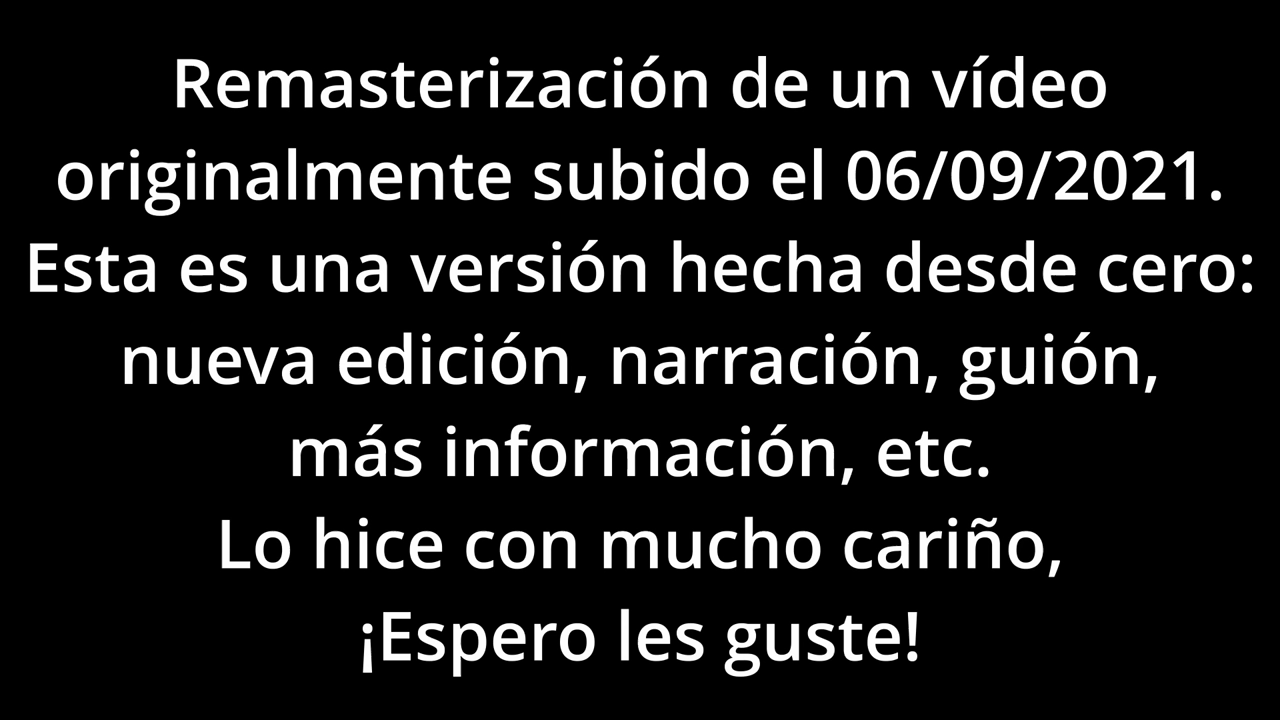 Remasterización de un vídeo
originalmente subido el 06/09/2021.
Esta es una versión hecha desde cero:
nueva edición, narración, guión,
más información, etc.
Lo hice con mucho cariño,
¡Espero les guste!